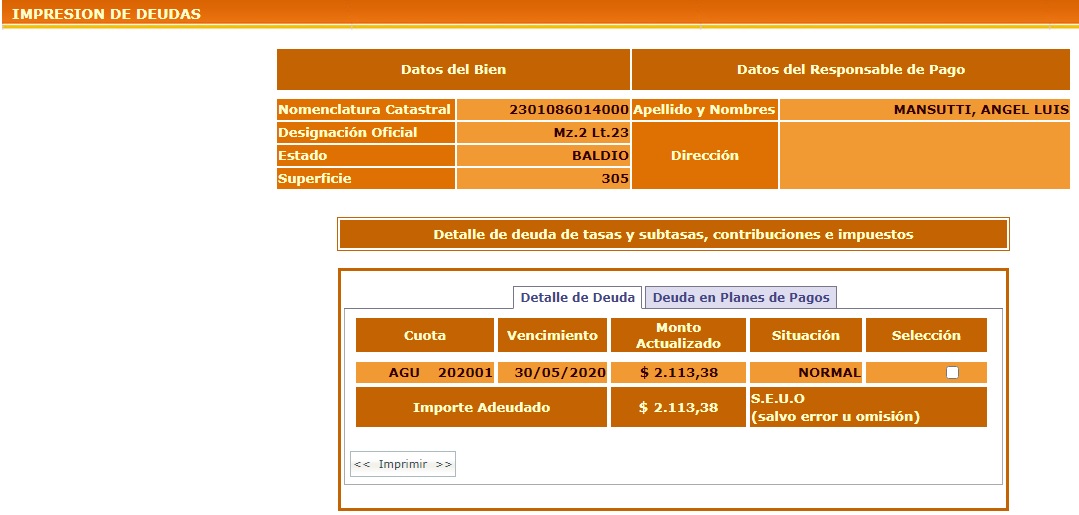 IMPRESION DE DEUDAS
Datos del Bien Datos del Responsable de Pago
Nomenclatura Catastral 2301086014000 Apellido y Nombres MANSUTTI, ANGEL LUIS
Designación Oficial Mz.2 Lt.23
Estado BALDIO Dirección
Superficie 305
Detalle de deuda de tasas y subtasas, contribuciones e impuestos
Detalle de Deuda Deuda en Planes de Pagos
Cuota Vencimiento Monto Actualizado Situación Selección
AGU 202001 30/05/2020 $ 2.113,38 NORMAL
Importe Adeudado $ 2.113,38 S.E.U.O
(salvo error u omisión)
<< Imprimir >>